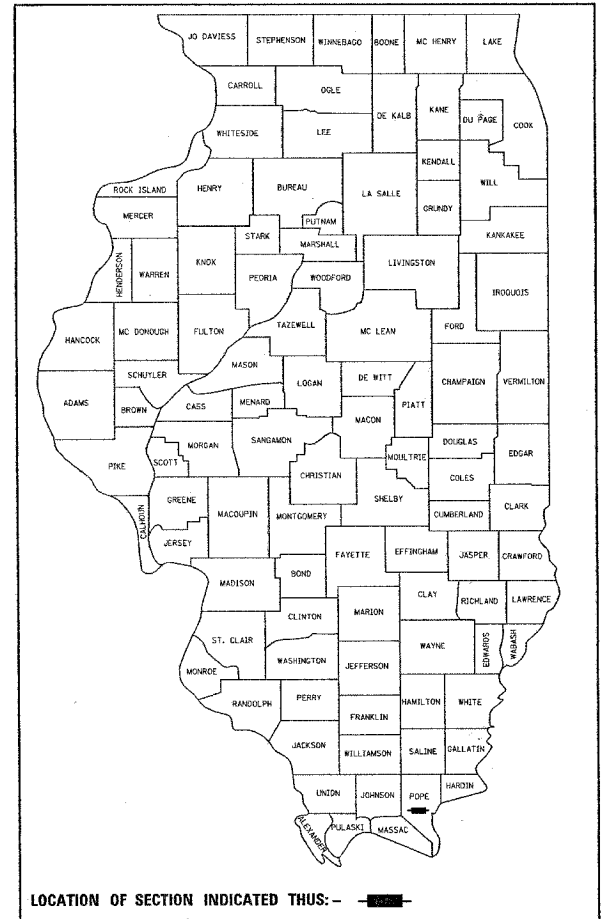 JO DAVIESS STEPHENSON WINNEBAGO BOONE MC HENRY LAKE
CARROLL OGLE DE KALB KANE DU PAGE COOK
WHITESIDE LEE KENDALL WILL
ROCK ISLAND HENRY BUREAU LA SALLE GRUNDY
MERCER PUTNAM KANKAKEE
HENDERSON WARREN KNOX STARK MARSHALL LIVINGSTON
PEORIA WOODFORD IROQUOIS
HANCOCK MC DONOUGH FULTON TAZEWELL MC LEAN FORD
SCHUYLER MASON LOGAN DE WITT CHAMPAIGN VERMILION
ADAMS BROWN CASS MENARD MACON PIATT
PIKE SCOTT MORGAN SANGAMON CHRISTIAN MOULTRIE DOUGLAS EDGAR
COLES
CALHOUN GREENE MACOUPIN MONTGOMERY SHELBY CUMBERLAND CLARK
JERSEY FAYETTE EFFINGHAM JASPER CRAWFORD
MADISON BOND CLAY RICHLAND LAWRENCE
CLINTON MARION
ST. CLAIR WAYNE EDWARDS WABASH
MONROE WASHINGTON JEFFERSON
RANDOLPH PERRY HAMILTON WHITE
FRANKLIN
JACKSON WILLIAMSON SALINE GALLATIN
UNION JOHNSON POPE HARDIN
ALEXANDER PULASKI MASSAC
LOCATION OF SECTION INDICATED THUS: -